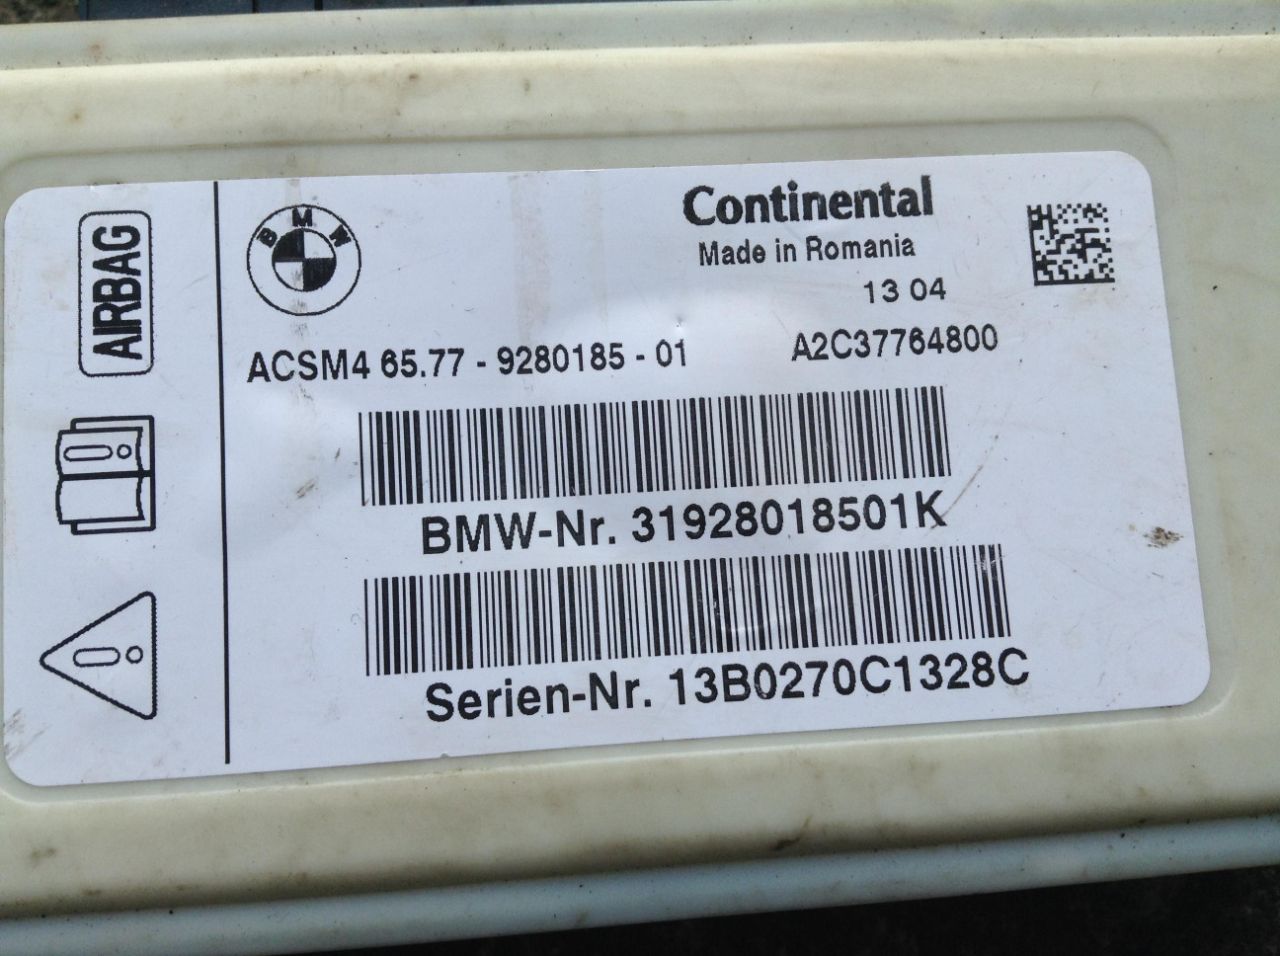 AIRBAG
BMW
Continental
Made in Romania
13 04
ACSM4 65.77 - 9280185 - 01
A2C37764800
BMW-Nr. 31928018501K
Serien-Nr. 13B0270C1328C